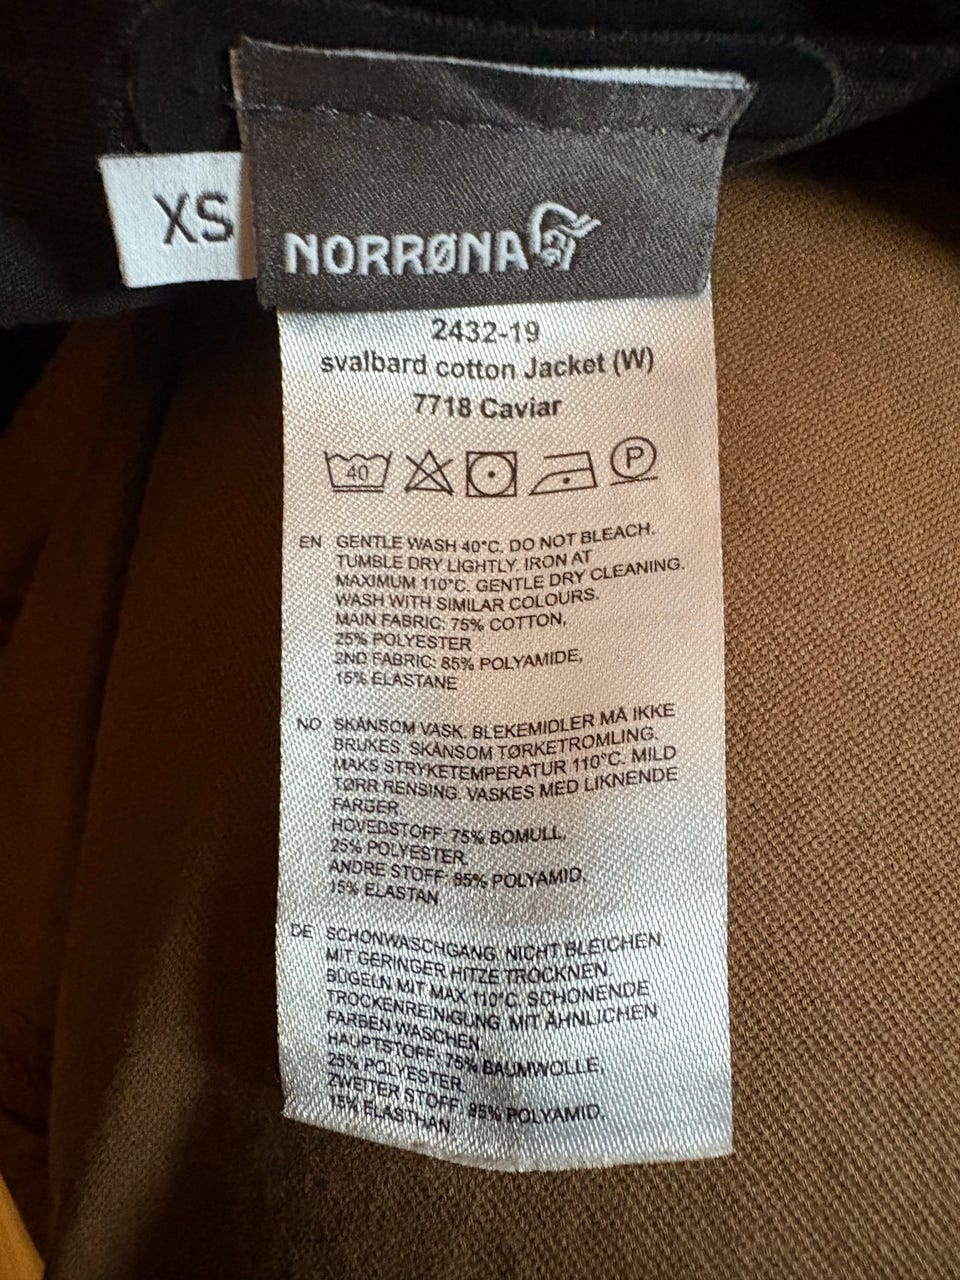 XS
NORRØNA
2432-19
svalbard cotton Jacket (W)
7718 Caviar
40
P
EN GENTLE WASH 40°C. DO NOT BLEACH.
TUMBLE DRY LIGHTLY. IRON AT
MAXIMUM 110°C. GENTLE DRY CLEANING.
WASH WITH SIMILAR COLOURS.
MAIN FABRIC: 75% COTTON,
25% POLYESTER
2ND FABRIC: 85% POLYAMIDE,
15% ELASTANE
NO SKÅNSOM VASK. BLEKEMIDLER MÅ IKKE
BRUKES. SKÅNSOM TØRKETROMLING.
MAKS STRYKETEMPERATUR 110°C. MILD
TØRR RENSING. VASKES MED LIKNENDE
FARGER
HOVEDSTOFF: 75% BOMULL,
25% POLYESTER
ANDRE STOFF: 85% POLYAMID,
15% ELASTAN
DE SCHONWASCHGANG. NICHT BLEICHEN.
MIT GERINGER HITZE TROCKNEN.
BÜGELN MIT MAX 110°C. SCHONENDE
TROCKENREINIGUNG. MIT ÄHNLICHEN
FARBEN WASCHEN
HAUPTSTOFF: 75% BAUMWOLLE,
25% POLYESTER
ZWEITER STOFF: 85% POLYAMID,
15% ELASTHAN